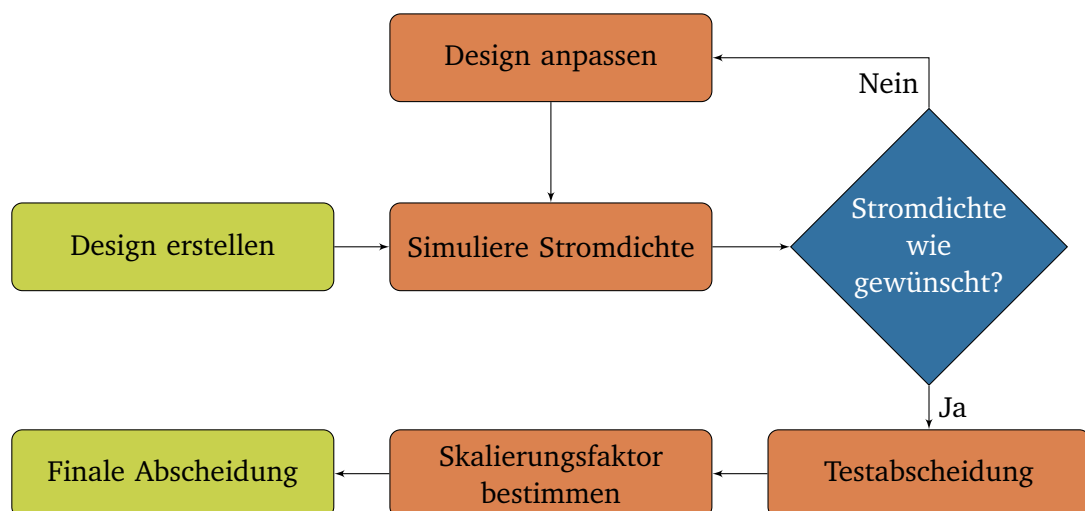 Design anpassen
Nein
Design erstellen
Simuliere Stromdichte
Stromdichte
wie
gewünscht?
Ja
Finale Abscheidung
Skalierungsfaktor
bestimmen
Testabscheidung